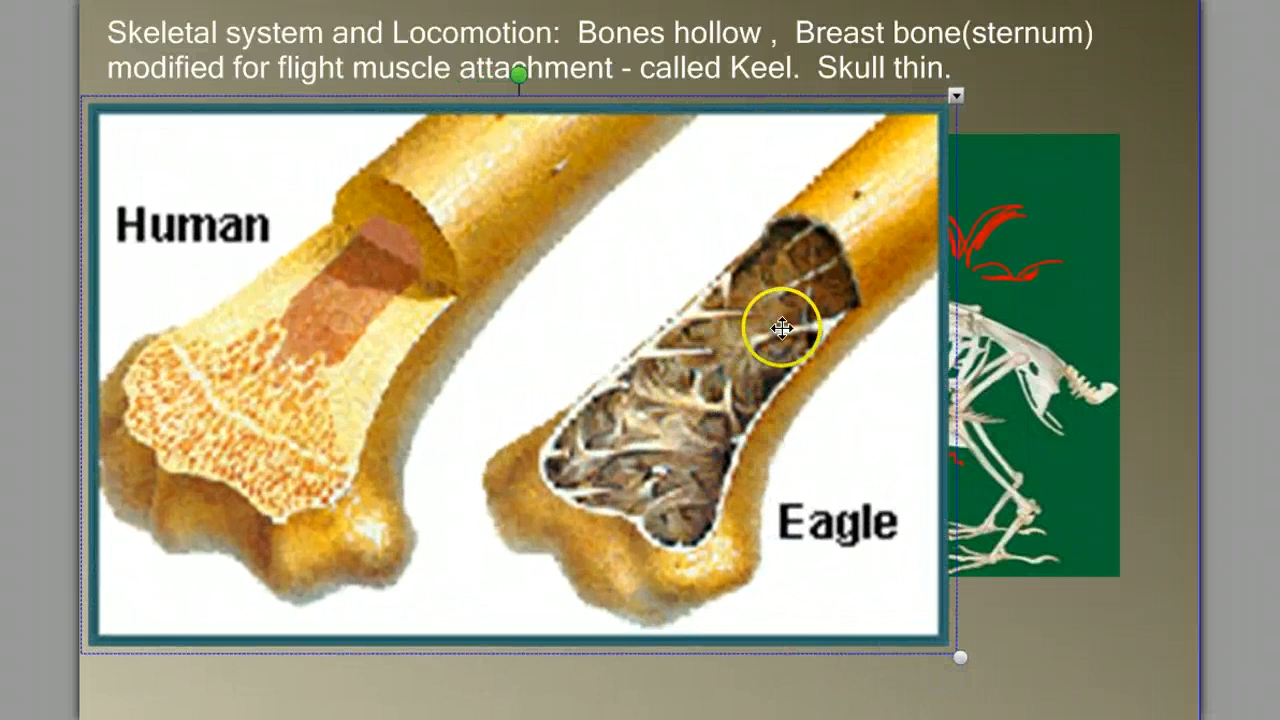 Skeletal system and Locomotion: Bones hollow , Breast bone(sternum)
modified for flight muscle attachment - called Keel. Skull thin.
Human
Eagle